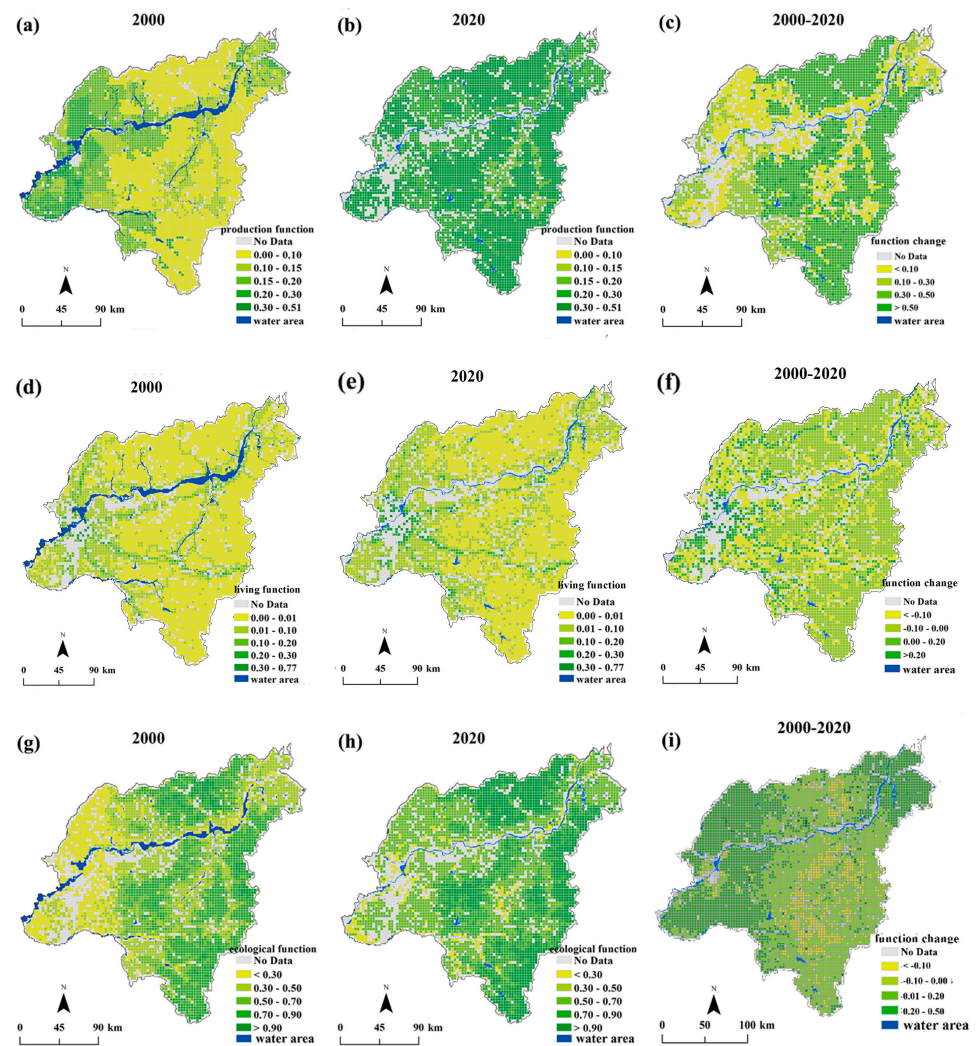 (a) 2000
production function
No Data
0.00 - 0.10
0.10 - 0.15
0.15 - 0.20
0.20 - 0.30
0.30 - 0.51
water area
N
0 45 90 km
(b) 2020
production function
No Data
0.00 - 0.10
0.10 - 0.15
0.15 - 0.20
0.20 - 0.30
0.30 - 0.51
water area
N
0 45 90 km
(c) 2000-2020
function change
No Data
< 0.10
0.10 - 0.30
0.30 - 0.50
> 0.50
water area
N
0 45 90 km
(d) 2000
living function
No Data
0.00 - 0.01
0.01 - 0.10
0.10 - 0.20
0.20 - 0.30
0.30 - 0.77
water area
N
0 45 90 km
(e) 2020
living function
No Data
0.00 - 0.01
0.01 - 0.10
0.10 - 0.20
0.20 - 0.30
0.30 - 0.77
water area
N
0 45 90 km
(f) 2000-2020
function change
No Data
< -0.10
-0.10 - 0.00
0.00 - 0.20
>0.20
water area
N
0 45 90 km
(g) 2000
ecological function
No Data
< 0.30
0.30 - 0.50
0.50 - 0.70
0.70 - 0.90
> 0.90
water area
N
0 45 90 km
(h) 2020
ecological function
No Data
< 0.30
0.30 - 0.50
0.50 - 0.70
0.70 - 0.90
> 0.90
water area
N
0 45 90 km
(i) 2000-2020
function change
No Data
< -0.10
-0.10 - 0.00
0.01 - 0.20
0.20 - 0.50
water area
N
0 50 100 km